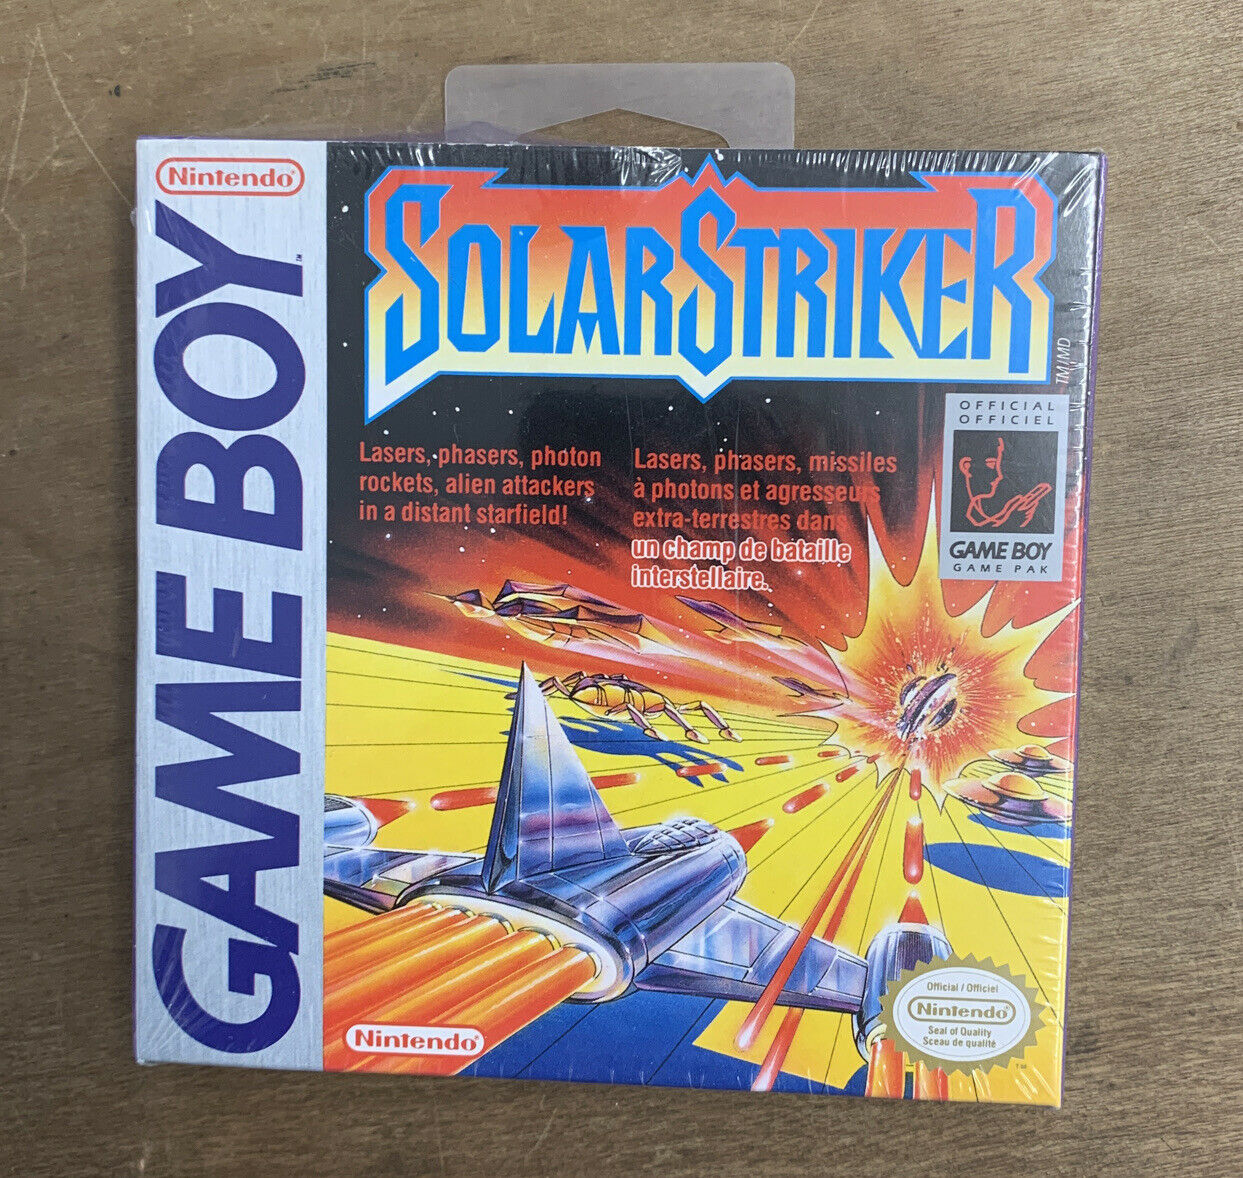 Nintendo®
GAME BOY™
SOLARSTRIKER
TM/MD
OFFICIAL
OFFICIEL
GAME BOY
GAME PAK
Lasers, phasers, photon
rockets, alien attackers
in a distant starfield!
Lasers, phasers, missiles
à photons et agresseurs
extra-terrestres dans
un champ de bataille
interstellaire.
Nintendo®
Official / Officiel
Nintendo®
Seal of Quality
Sceau de qualité
TM